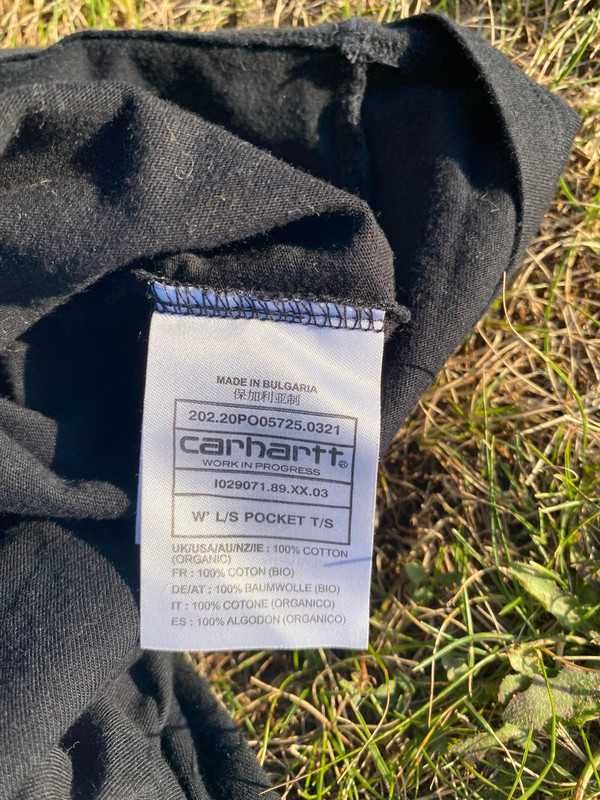 MADE IN BULGARIA
保加利亚制
202.20PO05725.0321
carhartt®
WORK IN PROGRESS
I029071.89.XX.03
W' L/S POCKET T/S
UK/USA/AU/NZ/IE : 100% COTTON
(ORGANIC)
FR : 100% COTON (BIO)
DE/AT : 100% BAUMWOLLE (BIO)
IT : 100% COTONE (ORGANICO)
ES : 100% ALGODON (ORGANICO)